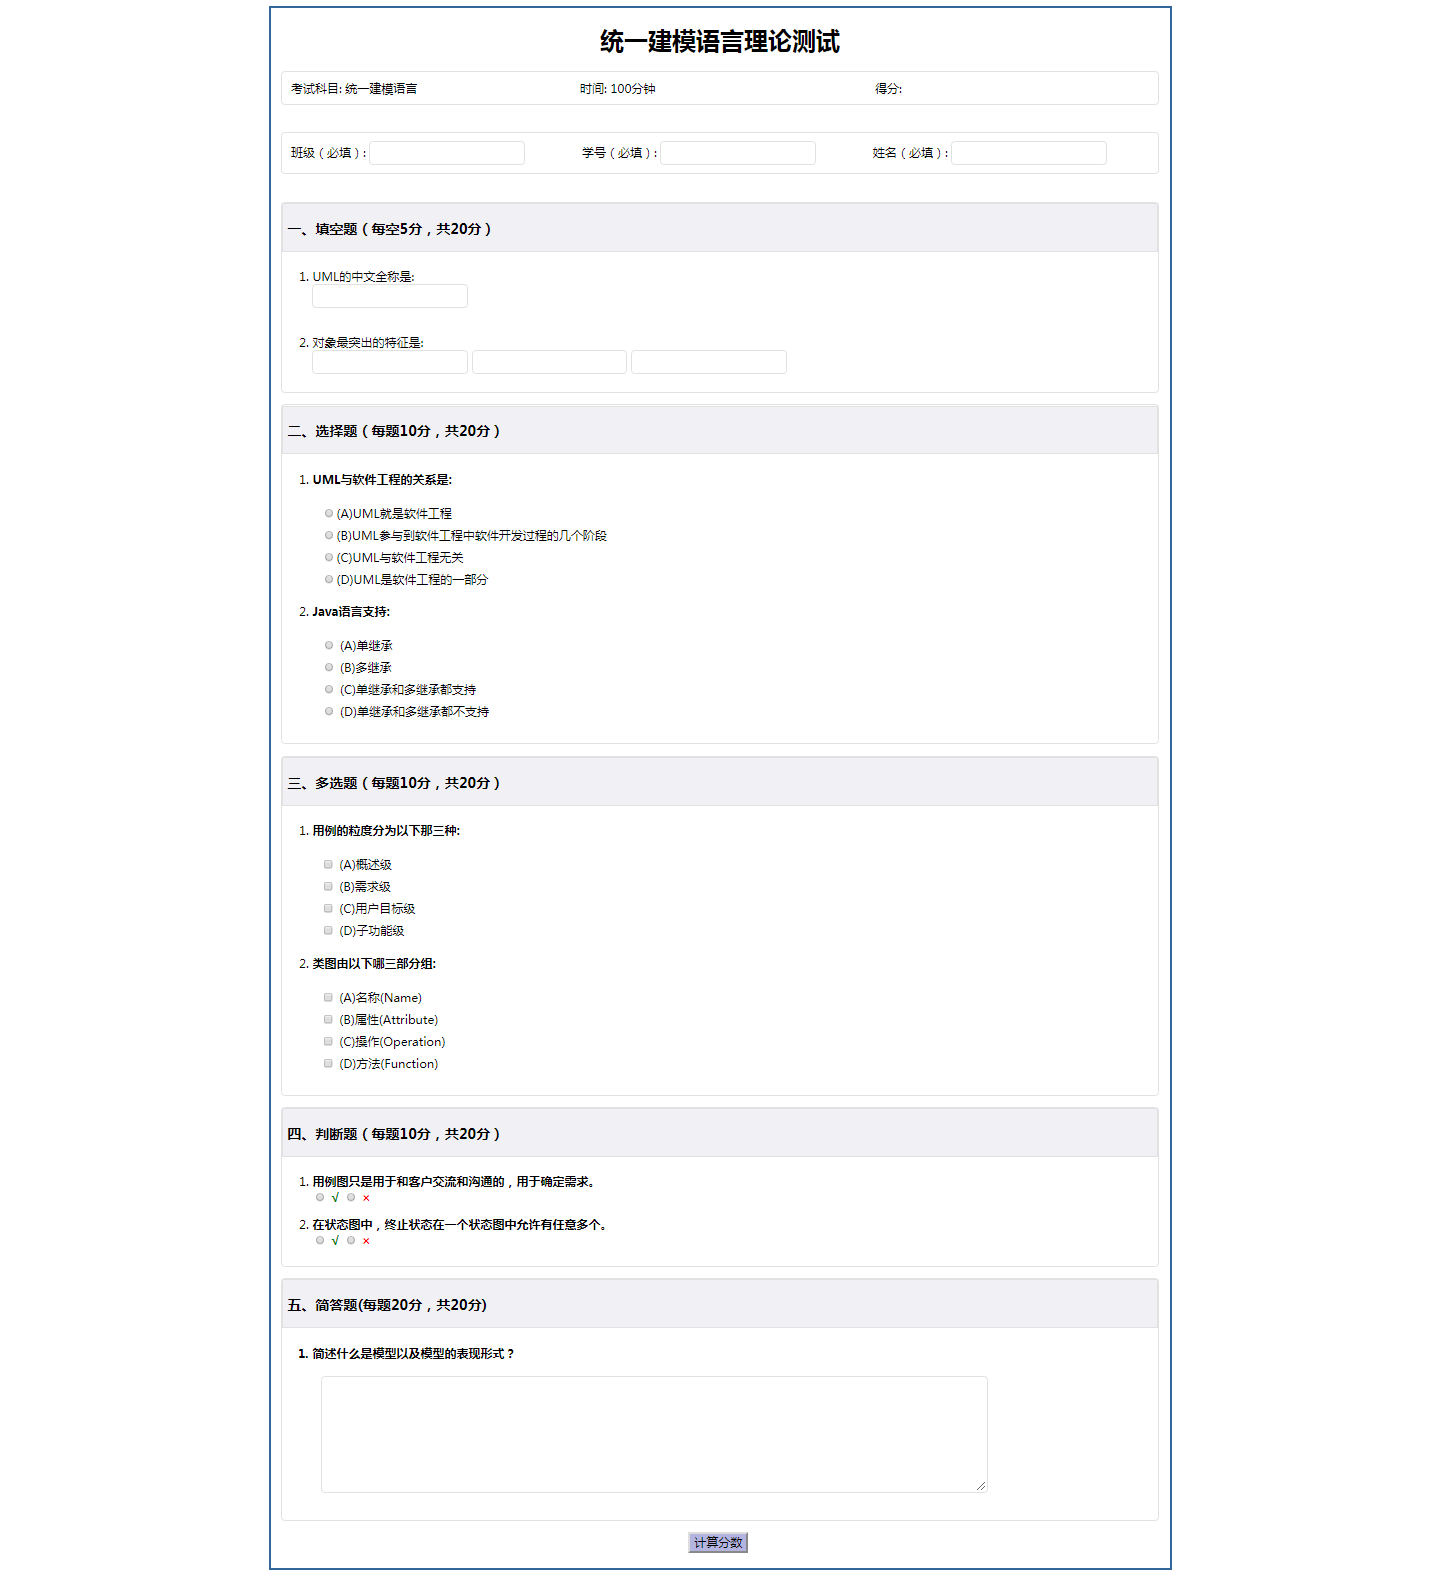 统一建模语言理论测试
考试科目: 统一建模语言 时间: 100分钟 得分:
班级（必填）: 学号（必填）: 姓名（必填）:
一、填空题（每空5分，共20分）
1. UML的中文全称是:
2. 对象最突出的特征是:
二、选择题（每题10分，共20分）
1. UML与软件工程的关系是:
(A)UML就是软件工程
(B)UML参与到软件工程中软件开发过程的几个阶段
(C)UML与软件工程无关
(D)UML是软件工程的一部分
2. Java语言支持:
(A)单继承
(B)多继承
(C)单继承和多继承都支持
(D)单继承和多继承都不支持
三、多选题（每题10分，共20分）
1. 用例的粒度分为以下那三种:
(A)概述级
(B)需求级
(C)用户目标级
(D)子功能级
2. 类图由以下哪三部分组:
(A)名称(Name)
(B)属性(Attribute)
(C)操作(Operation)
(D)方法(Function)
四、判断题（每题10分，共20分）
1. 用例图只是用于和客户交流和沟通的，用于确定需求。
√ ×
2. 在状态图中，终止状态在一个状态图中允许有任意多个。
√ ×
五、简答题(每题20分，共20分)
1. 简述什么是模型以及模型的表现形式？
计算分数